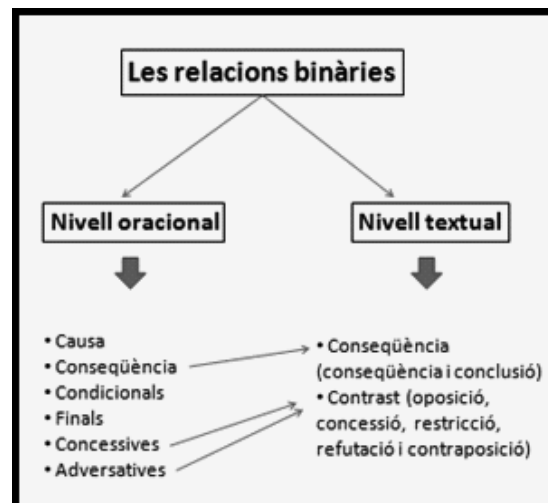 Les relacions binàries
Nivell oracional
Nivell textual
• Causa
• Conseqüència
• Condicionals
• Finals
• Concessives
• Adversatives
• Conseqüència
(conseqüència i conclusió)
• Contrast (oposició,
concessió, restricció,
refutació i contraposició)